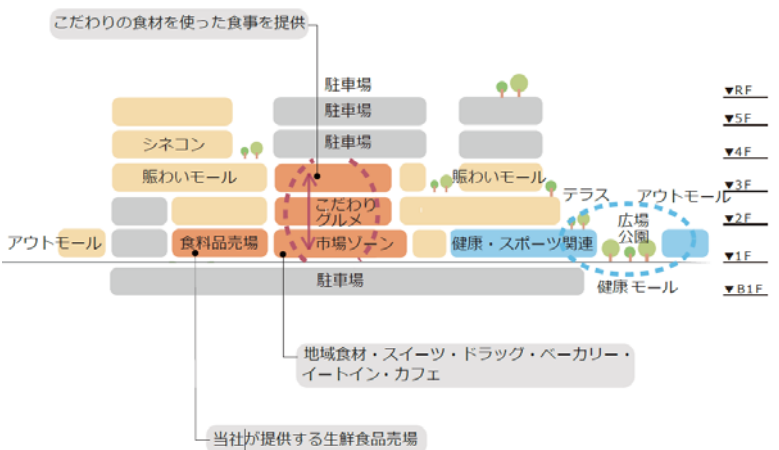 こだわりの食材を使った食事を提供
駐車場
▼RF
駐車場
▼5F
シネコン
駐車場
▼4F
賑わいモール
賑わいモール
▼3F
テラス
アウトモール
こだわり
グルメ
広場
公園
▼2F
アウトモール
食料品売場
市場ゾーン
健康・スポーツ関連
▼1F
駐車場
健康モール
▼B1F
地域食材・スイーツ・ドラッグ・ベーカリー・
イートイン・カフェ
当社が提供する生鮮食品売場